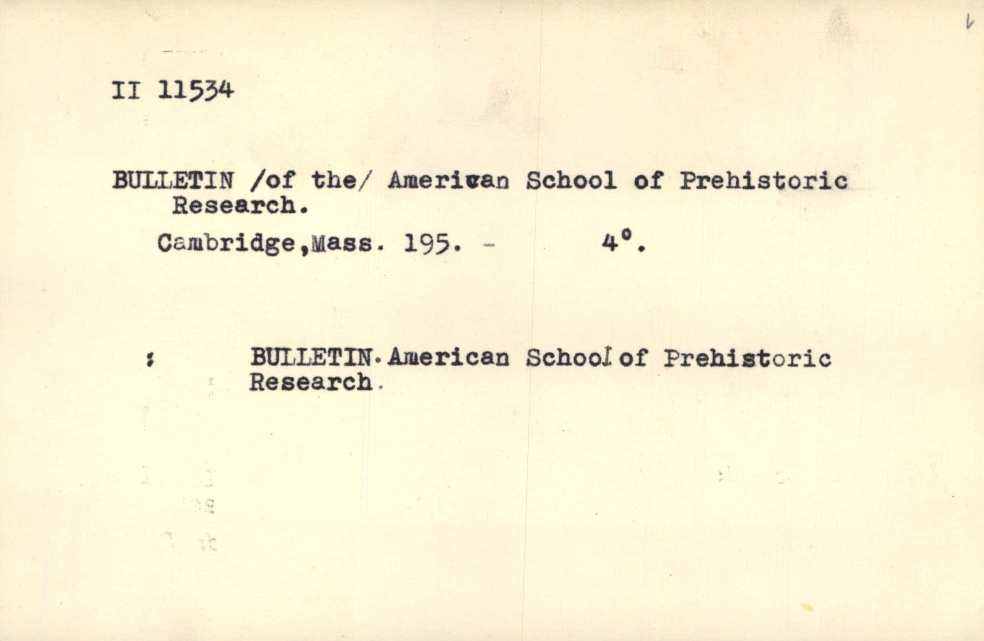 II 11534
BULLETIN /of the/ American School of Prehistoric
Research.
Cambridge,Mass. 195. - 4°.
: BULLETIN. American School of Prehistoric
Research.